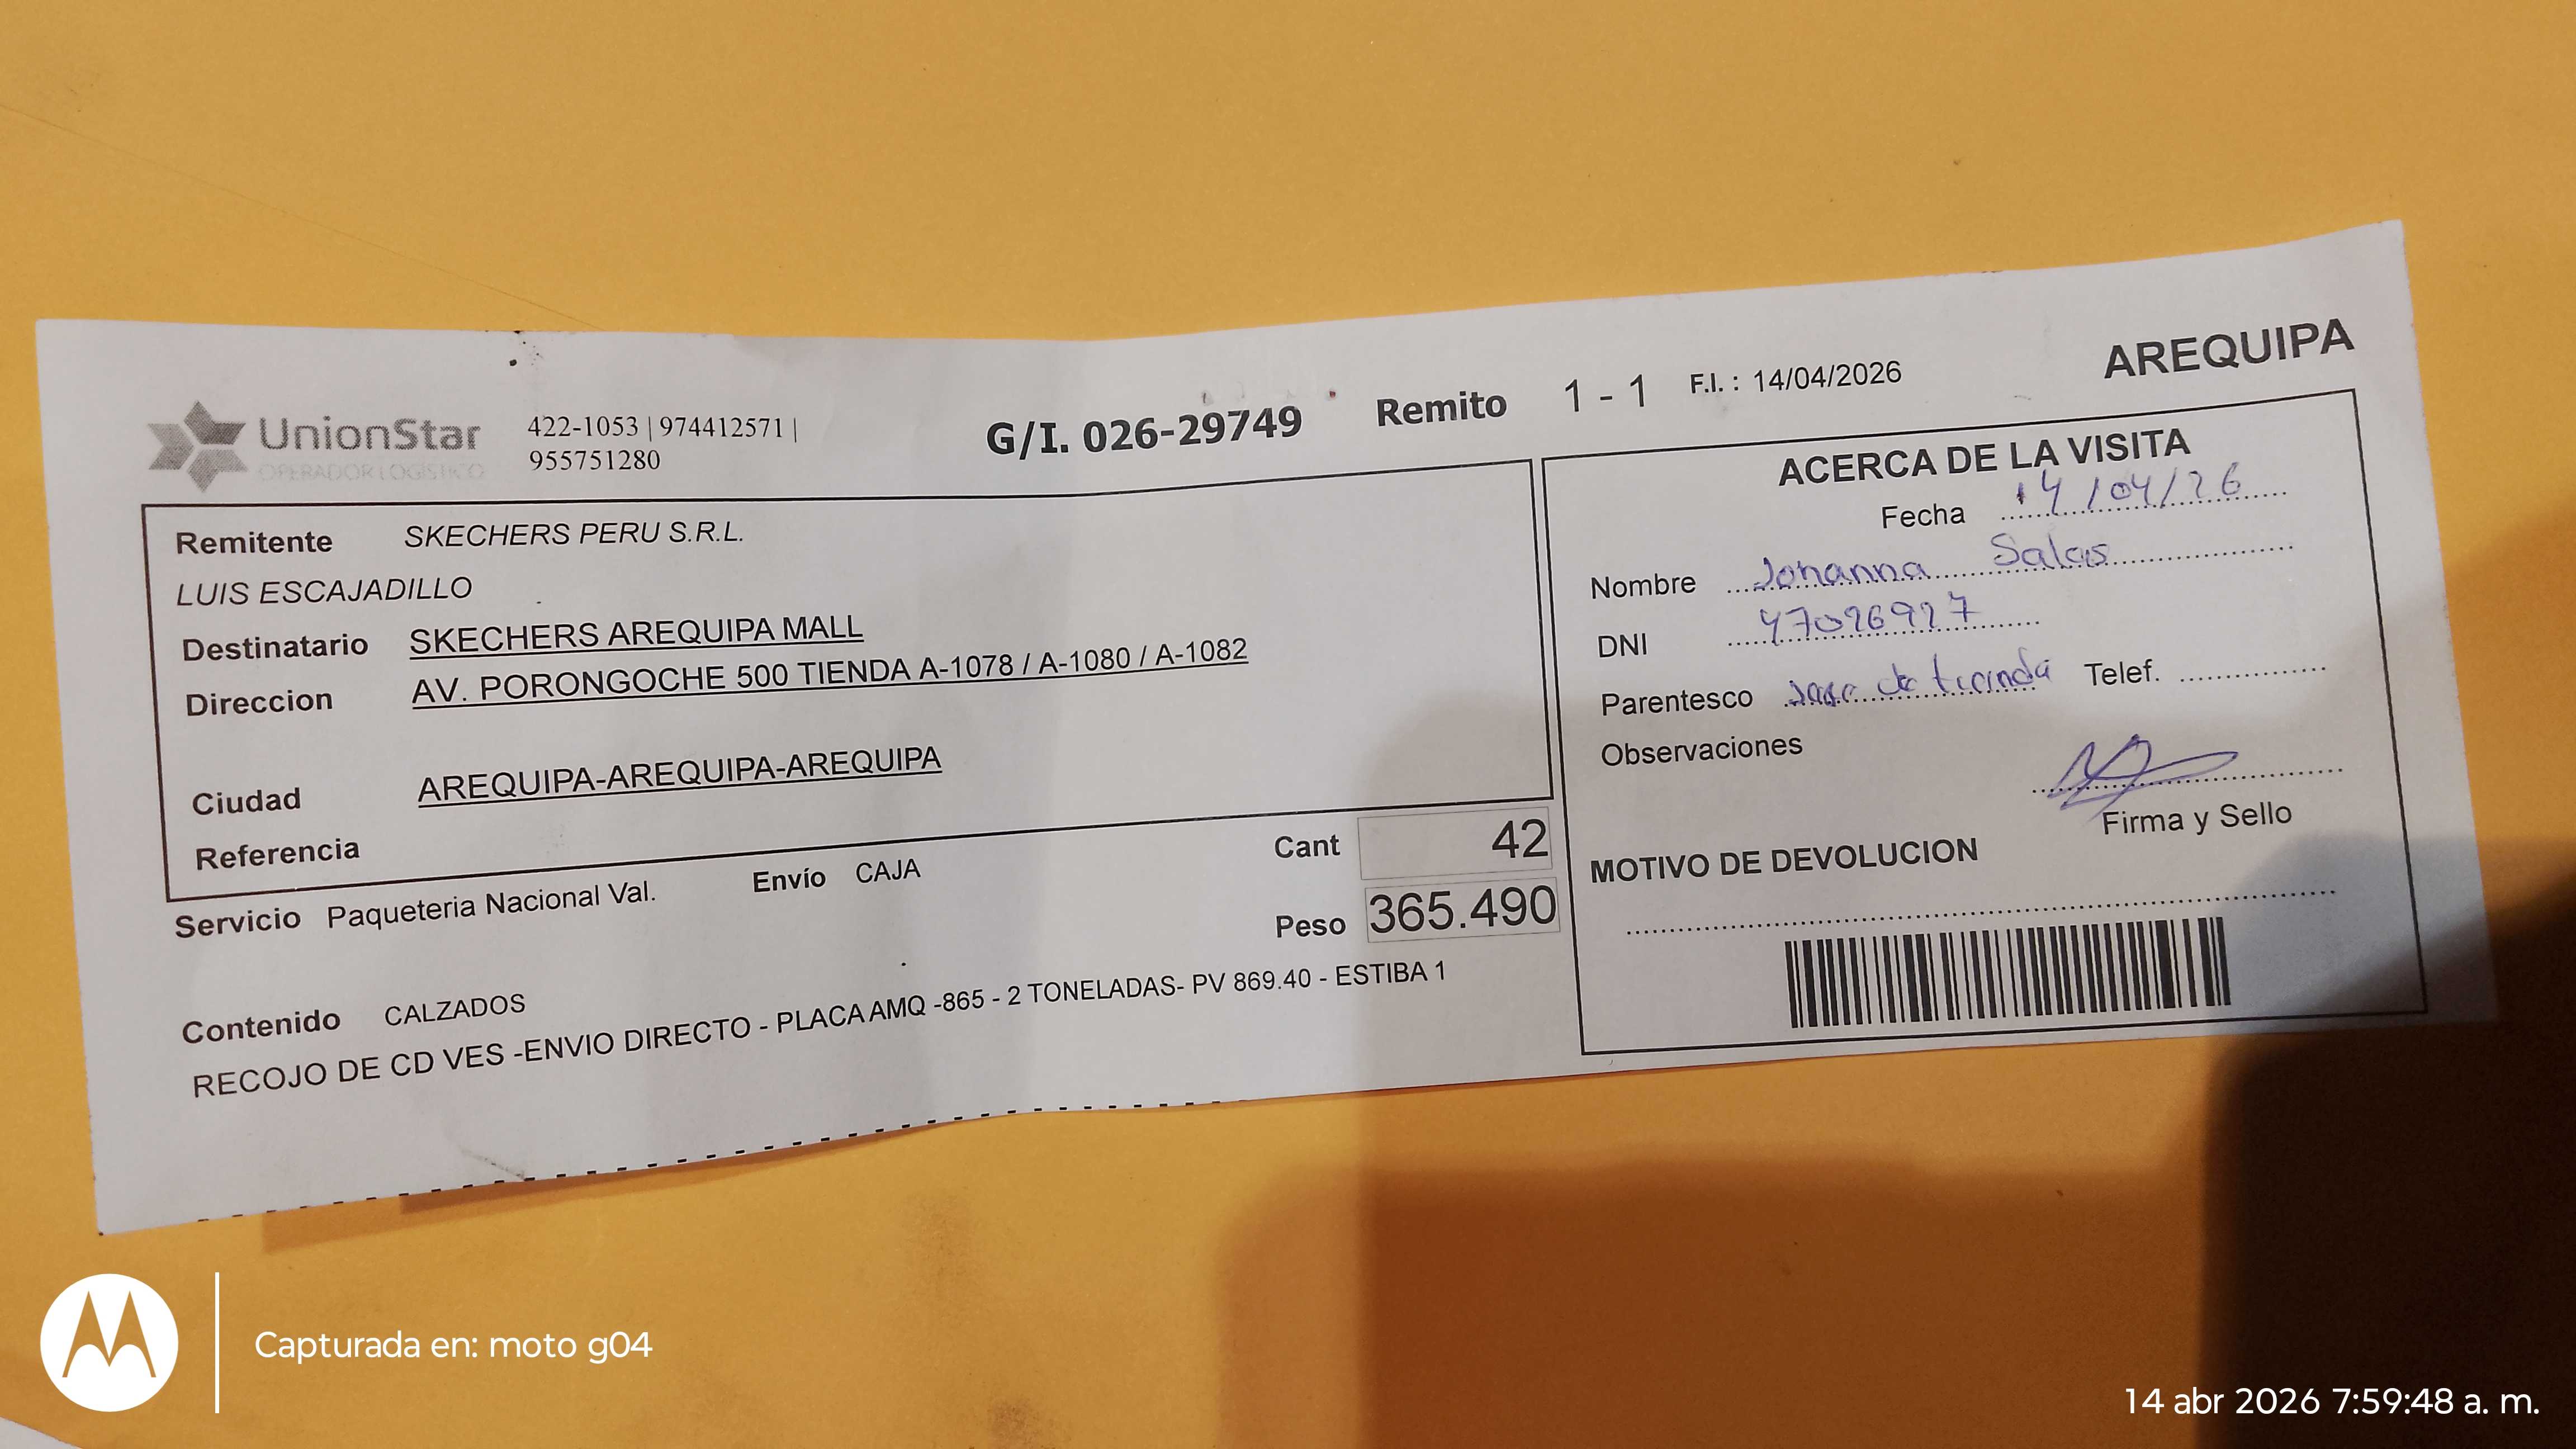 UnionStar
OPERADOR LOGISTICO
422-1053 | 974412571 |
955751280
G/I. 026-29749 Remito 1 - 1 F.I. : 14/04/2026 AREQUIPA
Remitente SKECHERS PERU S.R.L.
LUIS ESCAJADILLO
Destinatario SKECHERS AREQUIPA MALL
Direccion AV. PORONGOCHE 500 TIENDA A-1078 / A-1080 / A-1082
Ciudad AREQUIPA-AREQUIPA-AREQUIPA
Referencia
Servicio Paqueteria Nacional Val. Envío CAJA
Cant 42
Peso 365.490
Contenido CALZADOS
RECOJO DE CD VES -ENVIO DIRECTO - PLACA AMQ -865 - 2 TONELADAS- PV 869.40 - ESTIBA 1
ACERCA DE LA VISITA
Fecha 14/04/26
Nombre Johanna Salas
DNI
Parentesco de tienda Telef.
Observaciones
Firma y Sello
MOTIVO DE DEVOLUCION
Capturada en: moto g04
14 abr 2026 7:59:48 a. m.